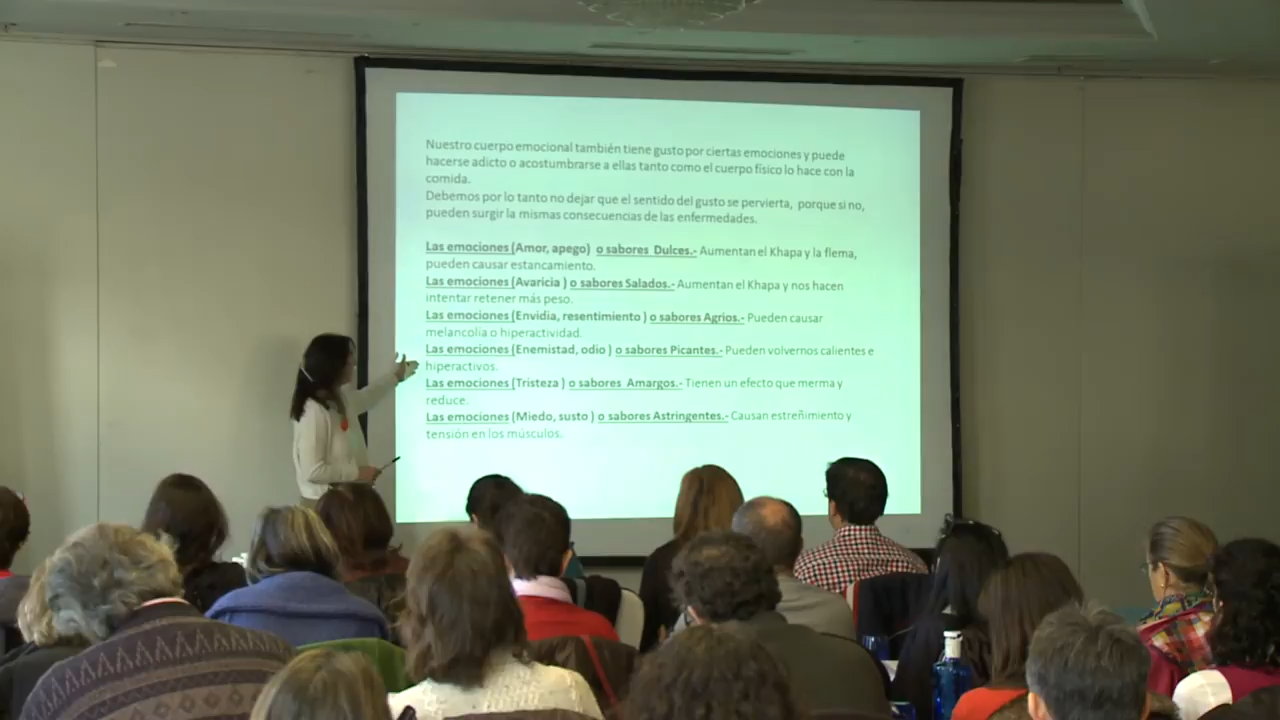 Nuestro cuerpo emocional también tiene gusto por ciertas emociones y puede
hacerse adicto o acostumbrarse a ellas tanto como el cuerpo físico lo hace con la
comida.
Debemos por lo tanto no dejar que el sentido del gusto se pervierta, porque si no,
pueden surgir la mismas consecuencias de las enfermedades.
Las emociones (Amor, apego) o sabores Dulces.- Aumentan el Khapa y la flema,
pueden causar estancamiento.
Las emociones (Avaricia ) o sabores Salados.- Aumentan el Khapa y nos hacen
intentar retener más peso.
Las emociones (Envidia, resentimiento ) o sabores Agrios.- Pueden causar
melancolía o hiperactividad.
Las emociones (Enemistad, odio ) o sabores Picantes.- Pueden volvernos calientes e
hiperactivos.
Las emociones (Tristeza ) o sabores Amargos.- Tienen un efecto que merma y
reduce.
Las emociones (Miedo, susto ) o sabores Astringentes.- Causan estreñimiento y
tensión en los músculos.